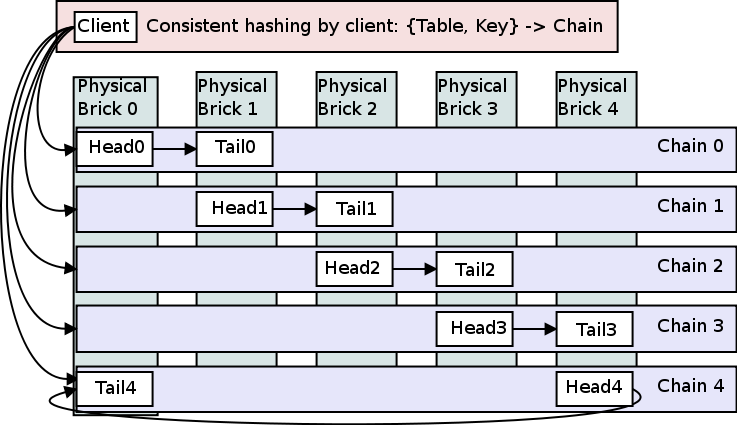 Client Consistent hashing by client: {Table, Key} -> Chain
Physical Brick 0
Physical Brick 1
Physical Brick 2
Physical Brick 3
Physical Brick 4
Head0 Tail0 Chain 0
Head1 Tail1 Chain 1
Head2 Tail2 Chain 2
Head3 Tail3 Chain 3
Tail4 Head4 Chain 4